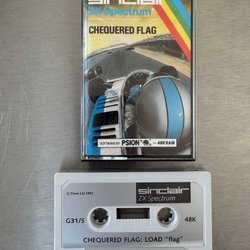 sinclair
ZX Spectrum
CHEQUERED FLAG
SOFTWARE BY PSION 48K RAM
sinclair
ZX Spectrum
G31/S
48K
CHEQUERED FLAG: LOAD "flag"